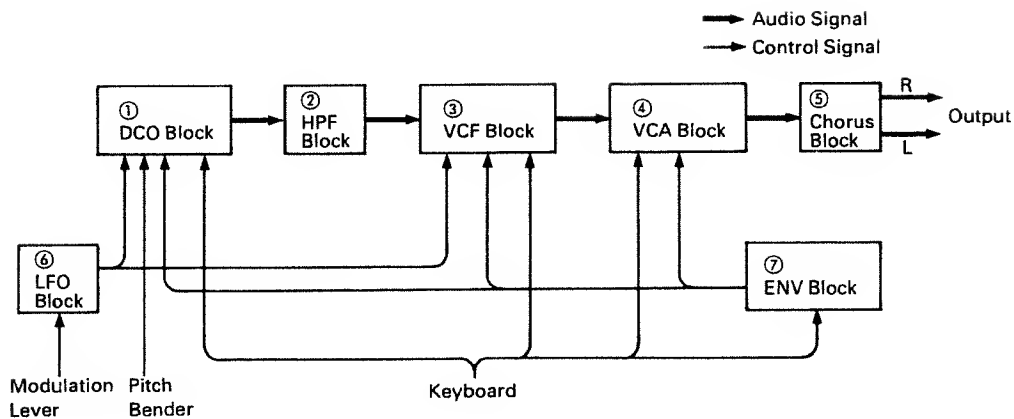 Audio Signal
Control Signal
①
DCO Block
②
HPF
Block
③
VCF Block
④
VCA Block
⑤
Chorus
Block
R
L
Output
⑥
LFO
Block
⑦
ENV Block
Modulation
Lever
Pitch
Bender
Keyboard